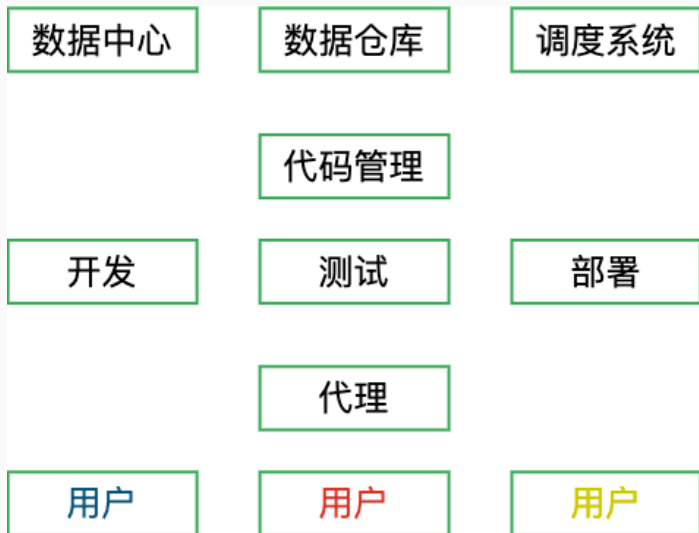 数据中心 数据仓库 调度系统
代码管理
开发 测试 部署
代理
用户 用户 用户